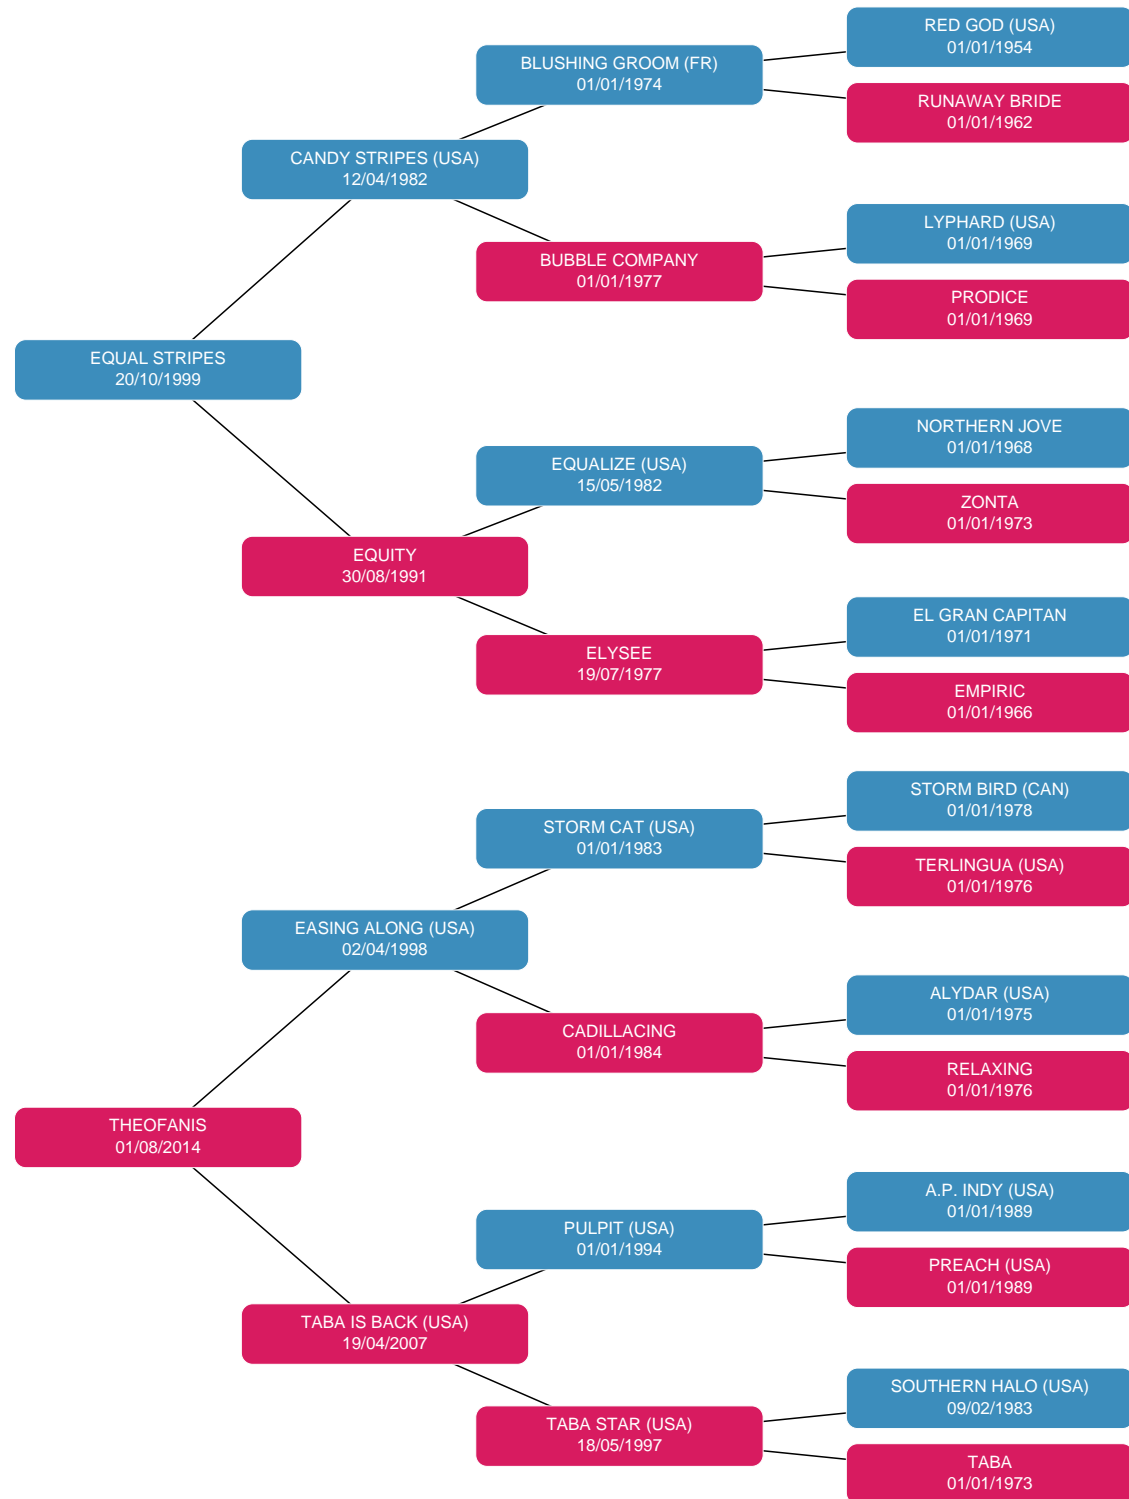 RED GOD (USA)
01/01/1954
BLUSHING GROOM (FR)
01/01/1974
RUNAWAY BRIDE
01/01/1962
CANDY STRIPES (USA)
12/04/1982
LYPHARD (USA)
01/01/1969
BUBBLE COMPANY
01/01/1977
PRODICE
01/01/1969
EQUAL STRIPES
20/10/1999
NORTHERN JOVE
01/01/1968
EQUALIZE (USA)
15/05/1982
ZONTA
01/01/1973
EQUITY
30/08/1991
EL GRAN CAPITAN
01/01/1971
ELYSEE
19/07/1977
EMPIRIC
01/01/1966
STORM BIRD (CAN)
01/01/1978
STORM CAT (USA)
01/01/1983
TERLINGUA (USA)
01/01/1976
EASING ALONG (USA)
02/04/1998
ALYDAR (USA)
01/01/1975
CADILLACING
01/01/1984
RELAXING
01/01/1976
THEOFANIS
01/08/2014
A.P. INDY (USA)
01/01/1989
PULPIT (USA)
01/01/1994
PREACH (USA)
01/01/1989
TABA IS BACK (USA)
19/04/2007
SOUTHERN HALO (USA)
09/02/1983
TABA STAR (USA)
18/05/1997
TABA
01/01/1973